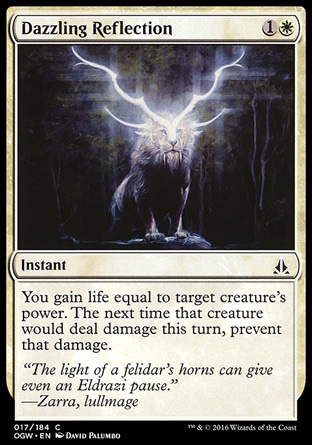 Dazzling Reflection 1
Instant
You gain life equal to target creature's
power. The next time that creature
would deal damage this turn, prevent
that damage.
"The light of a felidar's horns can give
even an Eldrazi pause."
—Zarra, lullmage
017/184 C
OGW • EN DAVID PALUMBO
™ & © 2016 Wizards of the Coast